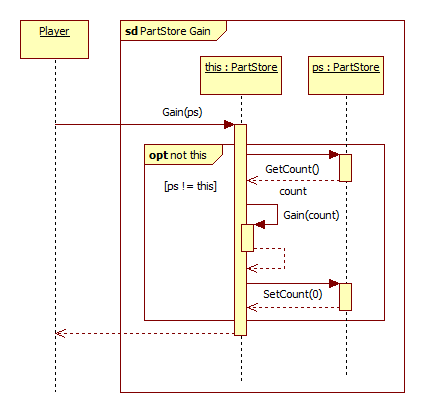 Player
sd PartStore Gain
this : PartStore
ps : PartStore
Gain(ps)
opt not this
[ps != this]
GetCount()
count
Gain(count)
SetCount(0)